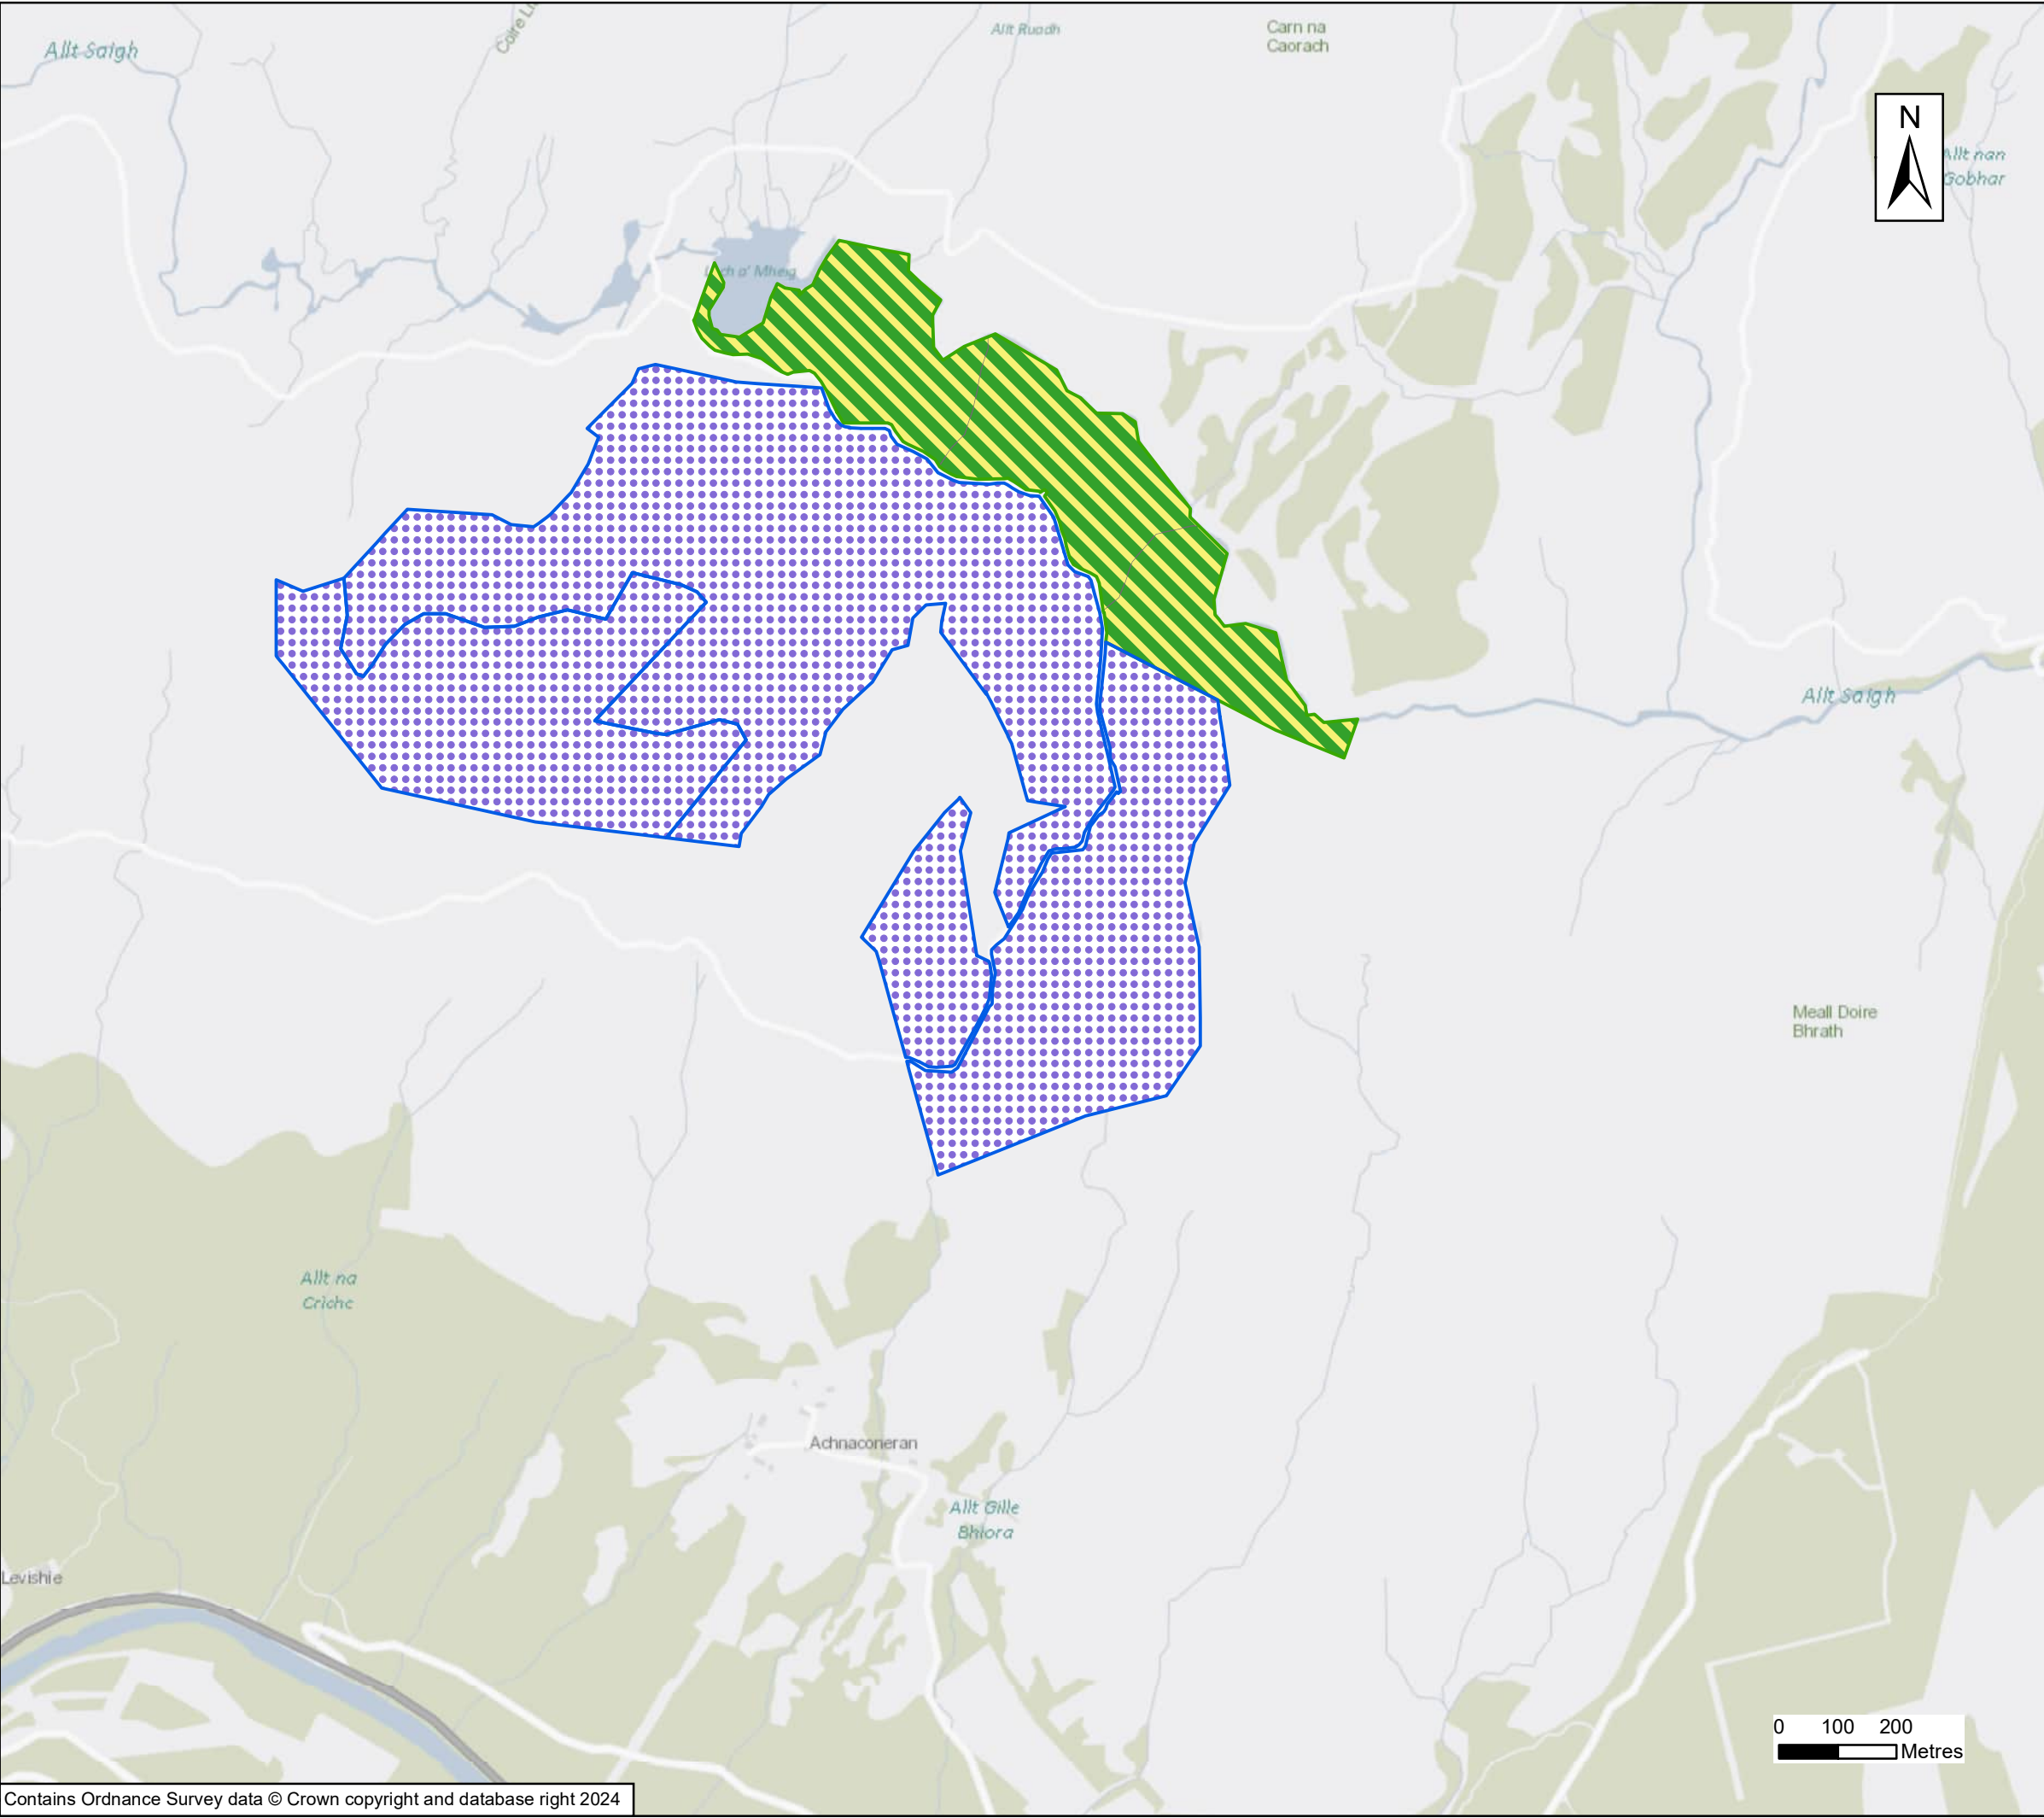 Allt Saigh
Allt Ruadh
Carn na
Caorach
N
Allt nan
Gobhar
a' Mheig
Allt Saigh
Meall Doire
Bhrath
Allt na
Criche
Achnaconeran
Allt Gille
Bhiora
Levishie
0 100 200
Metres
Contains Ordnance Survey data © Crown copyright and database right 2024